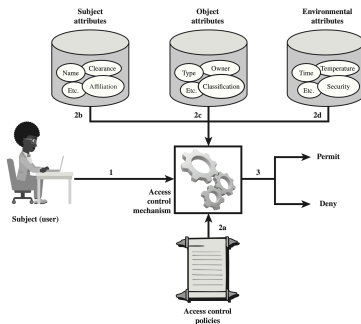 Subject
attributes
Object
attributes
Environmental
attributes
Clearance
Name
Affiliation
Etc.
Owner
Type
Classification
Etc.
Temperature
Time
Security
Etc.
2b
2c
2d
1
3
Permit
Deny
Access
control
mechanism
Subject (user)
2a
Access control
policies